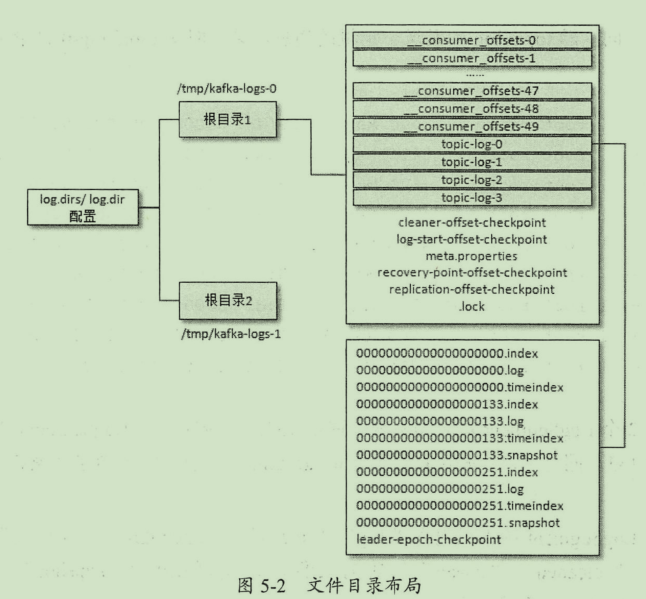 log.dirs/ log.dir
配置
/tmp/kafka-logs-0
根目录1
根目录2
/tmp/kafka-logs-1
__consumer_offsets-0
__consumer_offsets-1
......
__consumer_offsets-47
__consumer_offsets-48
__consumer_offsets-49
topic-log-0
topic-log-1
topic-log-2
topic-log-3
cleaner-offset-checkpoint
log-start-offset-checkpoint
meta.properties
recovery-point-offset-checkpoint
replication-offset-checkpoint
.lock
00000000000000000000.index
00000000000000000000.log
00000000000000000000.timeindex
00000000000000000133.index
00000000000000000133.log
00000000000000000133.timeindex
00000000000000000133.snapshot
00000000000000000251.index
00000000000000000251.log
00000000000000000251.timeindex
00000000000000000251.snapshot
leader-epoch-checkpoint
图 5-2 文件目录布局